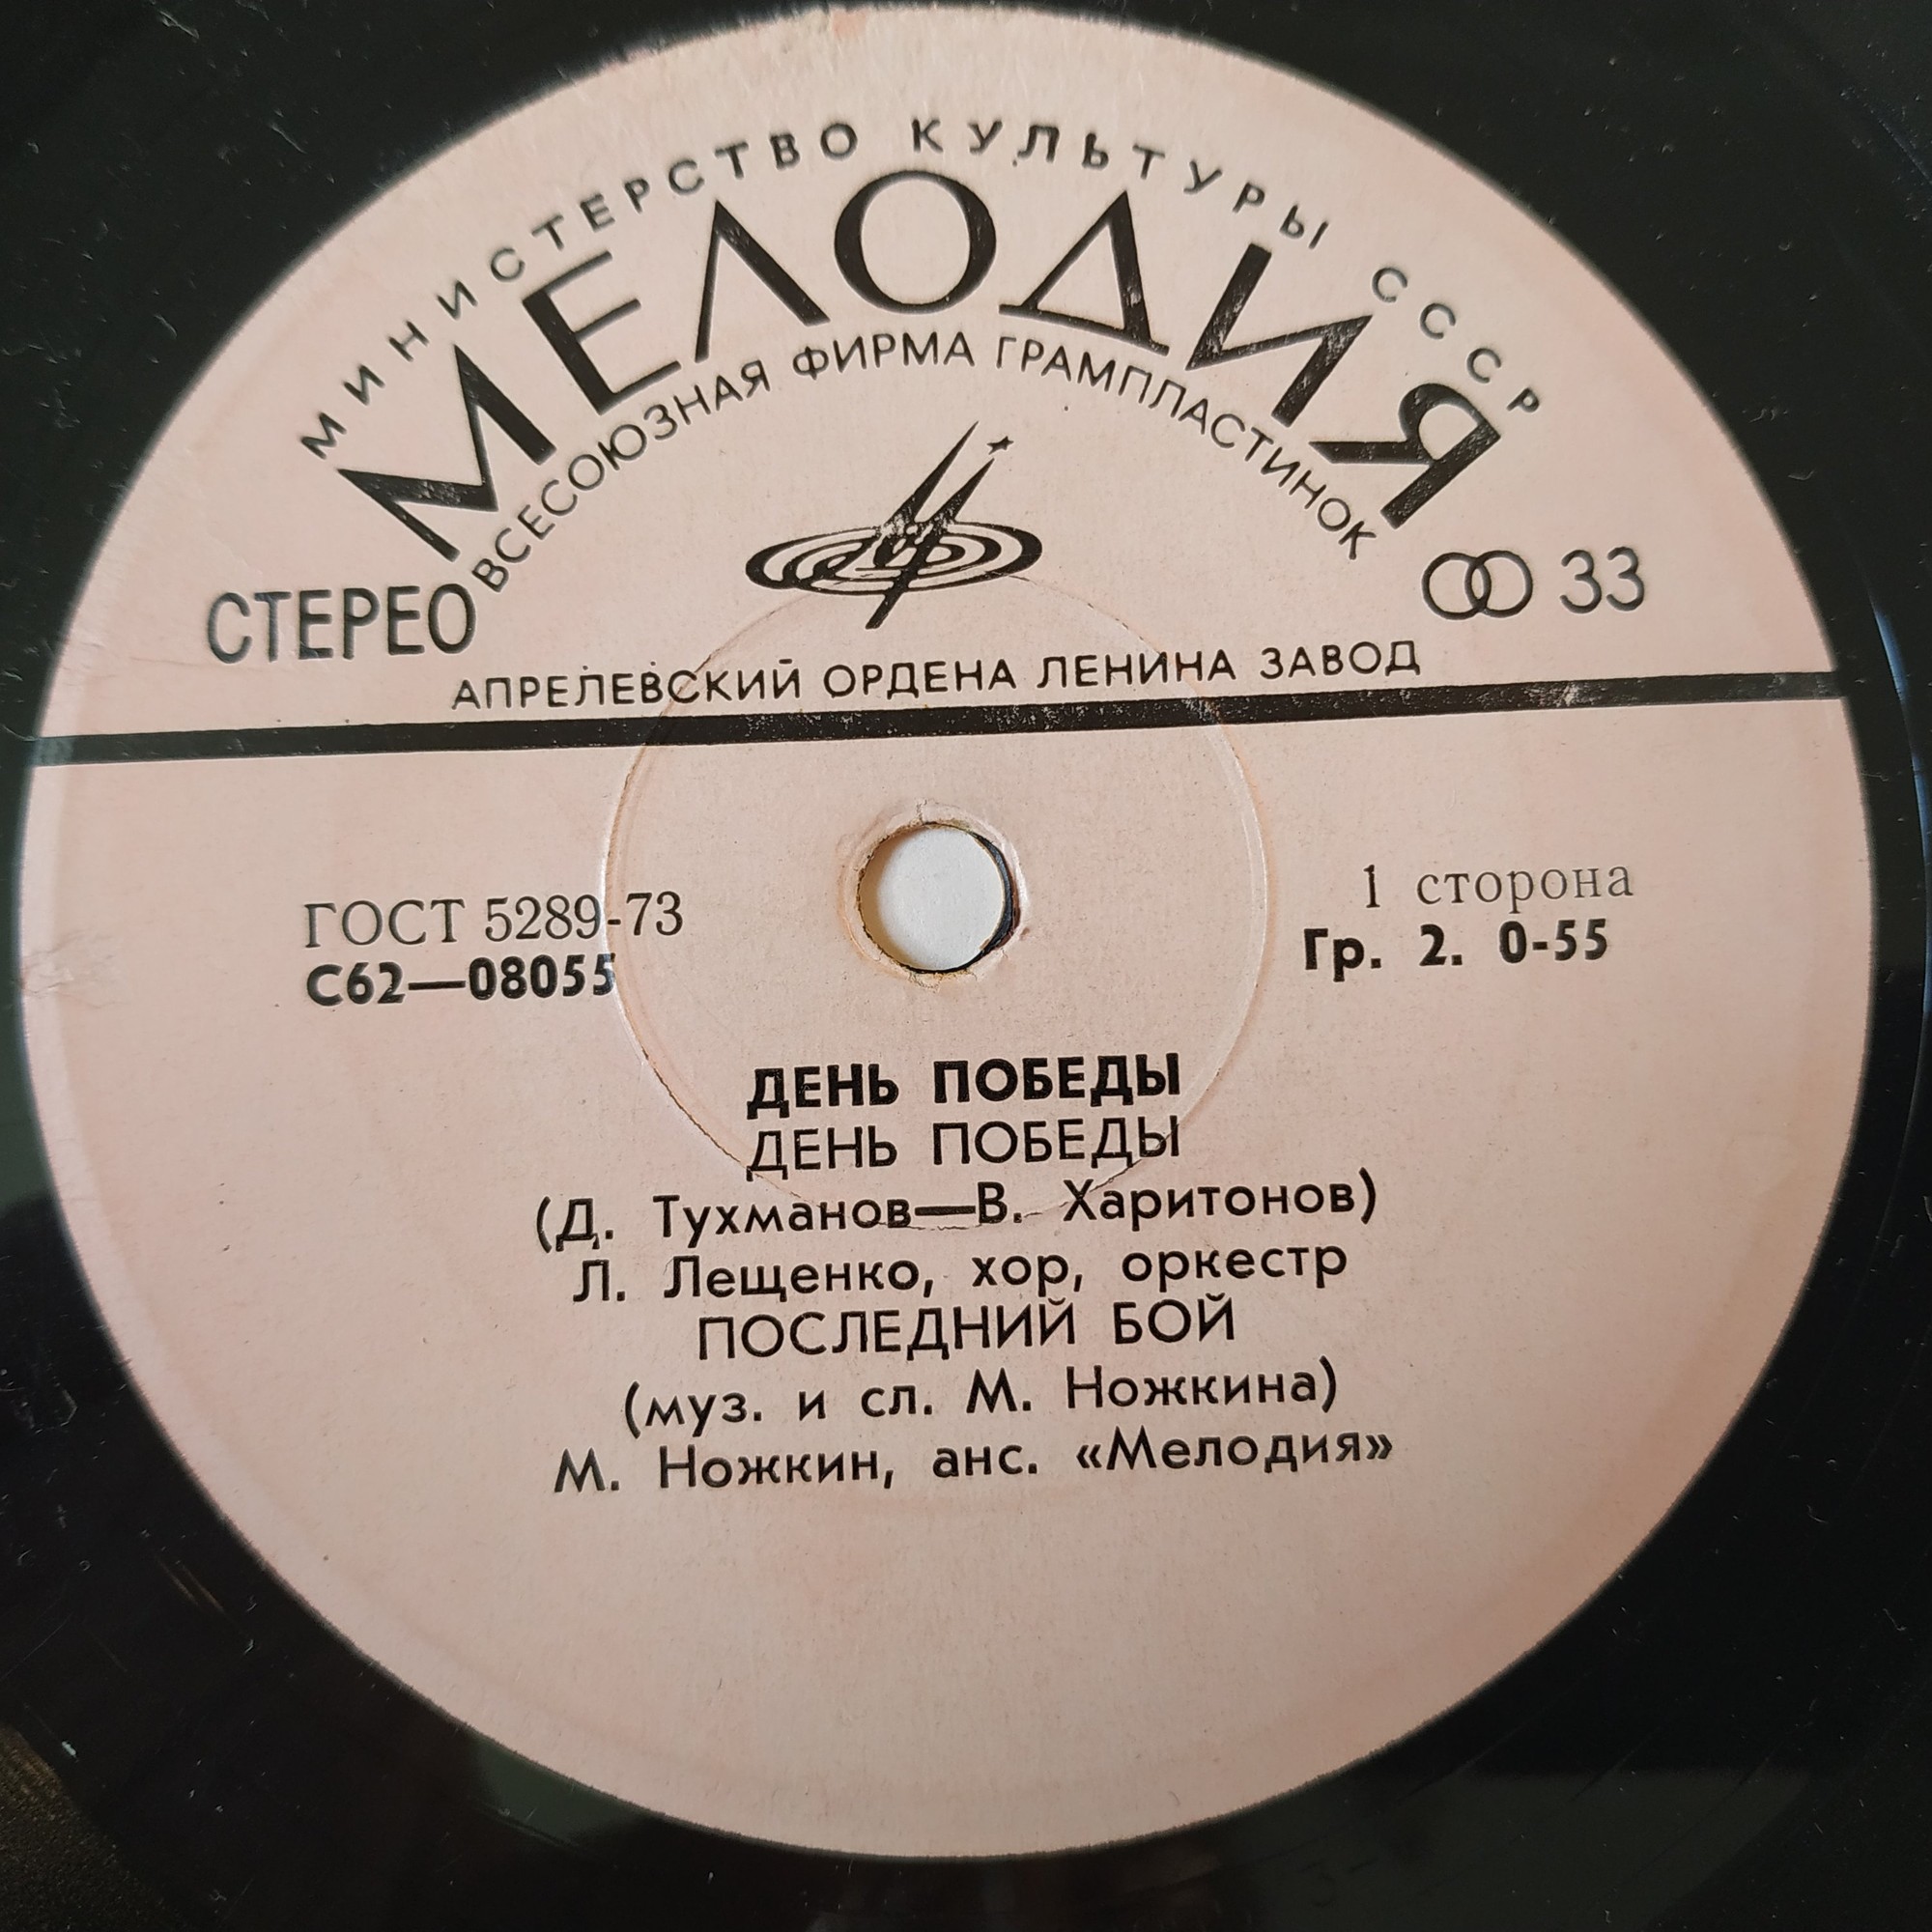 МИНИСТЕРСТВО КУЛЬТУРЫ СССР
МЕЛОДИЯ
ВСЕСОЮЗНАЯ ФИРМА ГРАМПЛАСТИНОК
СТЕРЕО
33
АПРЕЛЕВСКИЙ ОРДЕНА ЛЕНИНА ЗАВОД
ГОСТ 5289-73
С62—08055
1 сторона
Гр. 2. 0-55
ДЕНЬ ПОБЕДЫ
ДЕНЬ ПОБЕДЫ
(Д. Тухманов—В. Харитонов)
Л. Лещенко, хор, оркестр
ПОСЛЕДНИЙ БОЙ
(муз. и сл. М. Ножкина)
М. Ножкин, анс. «Мелодия»